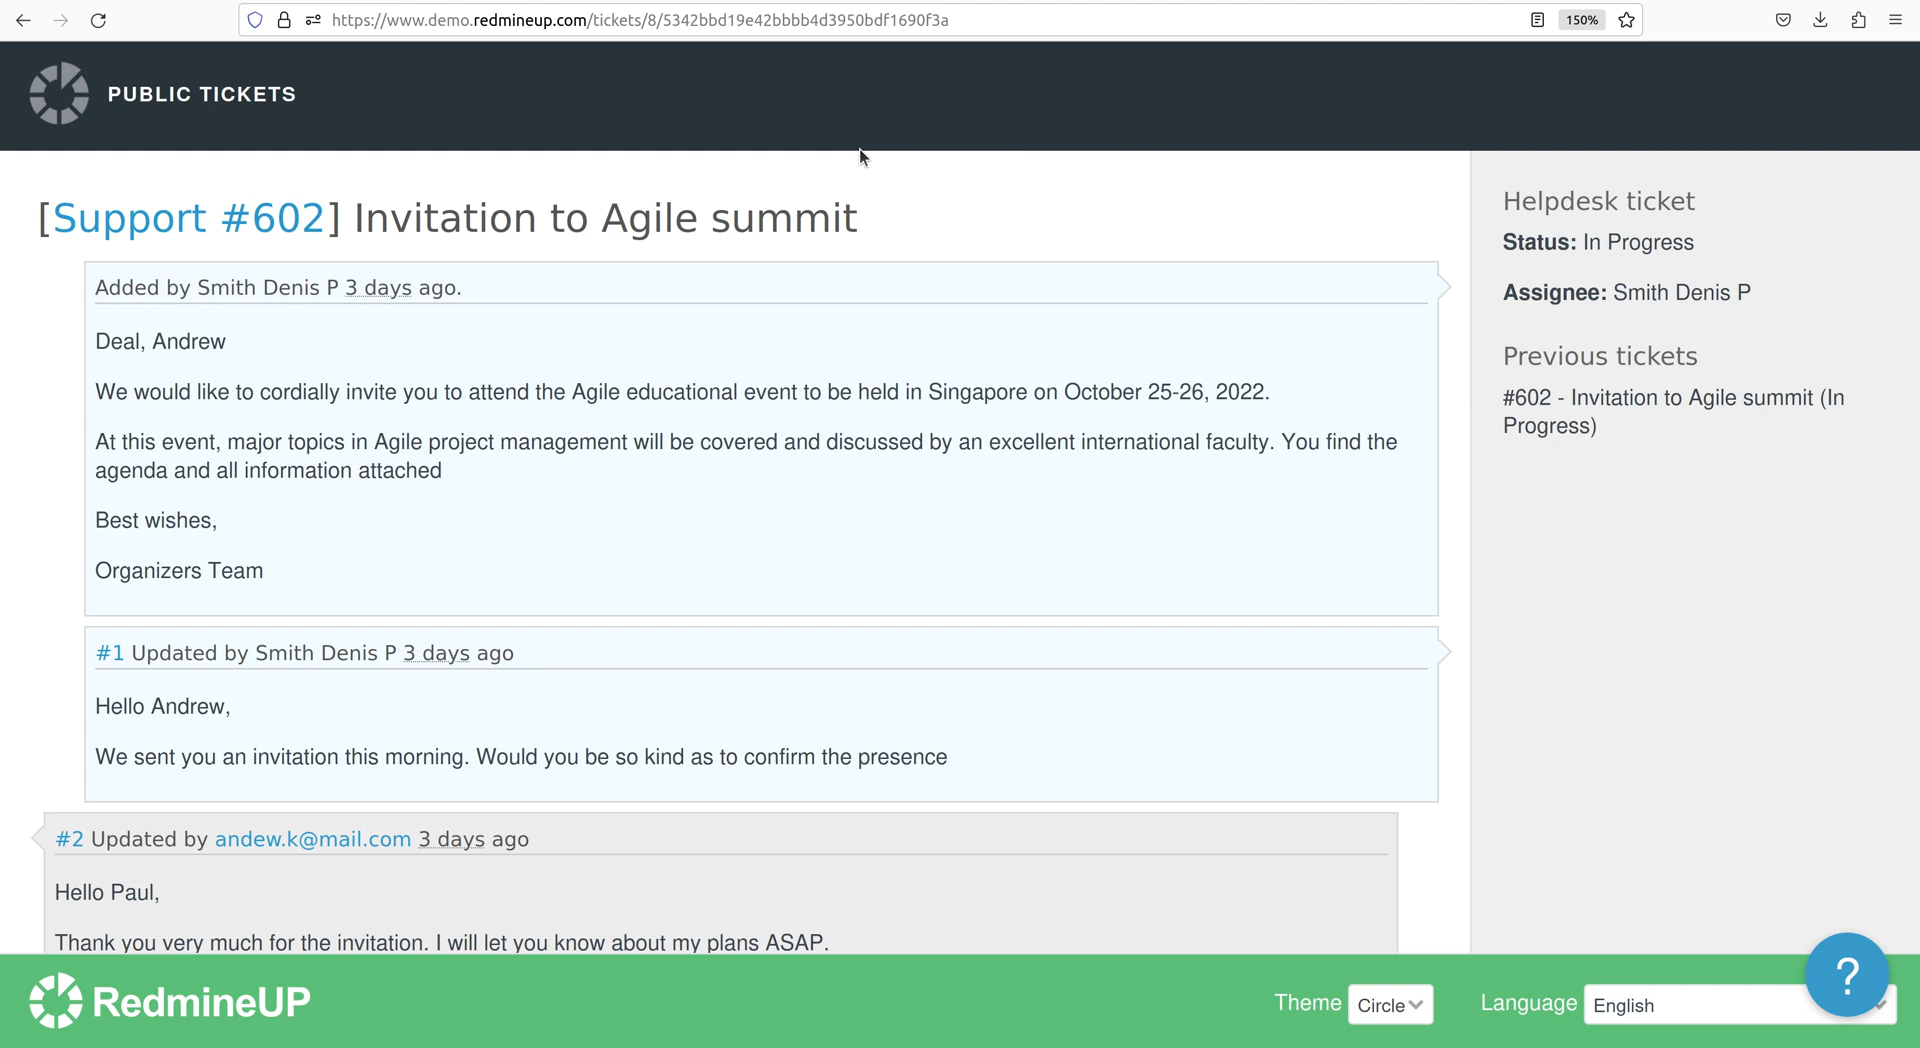 https://www.demo.redmineup.com/tickets/8/5342bbd19e42bbbb4d3950bdf1690f3a
150%
PUBLIC TICKETS
[Support #602] Invitation to Agile summit
Added by Smith Denis P 3 days ago.
Deal, Andrew
We would like to cordially invite you to attend the Agile educational event to be held in Singapore on October 25-26, 2022.
At this event, major topics in Agile project management will be covered and discussed by an excellent international faculty. You find the
agenda and all information attached
Best wishes,
Organizers Team
#1 Updated by Smith Denis P 3 days ago
Hello Andrew,
We sent you an invitation this morning. Would you be so kind as to confirm the presence
#2 Updated by andew.k@mail.com 3 days ago
Hello Paul,
Thank you very much for the invitation. I will let you know about my plans ASAP.
Helpdesk ticket
Status: In Progress
Assignee: Smith Denis P
Previous tickets
#602 - Invitation to Agile summit (In
Progress)
RedmineUP
Theme
Circle
Language
English
?